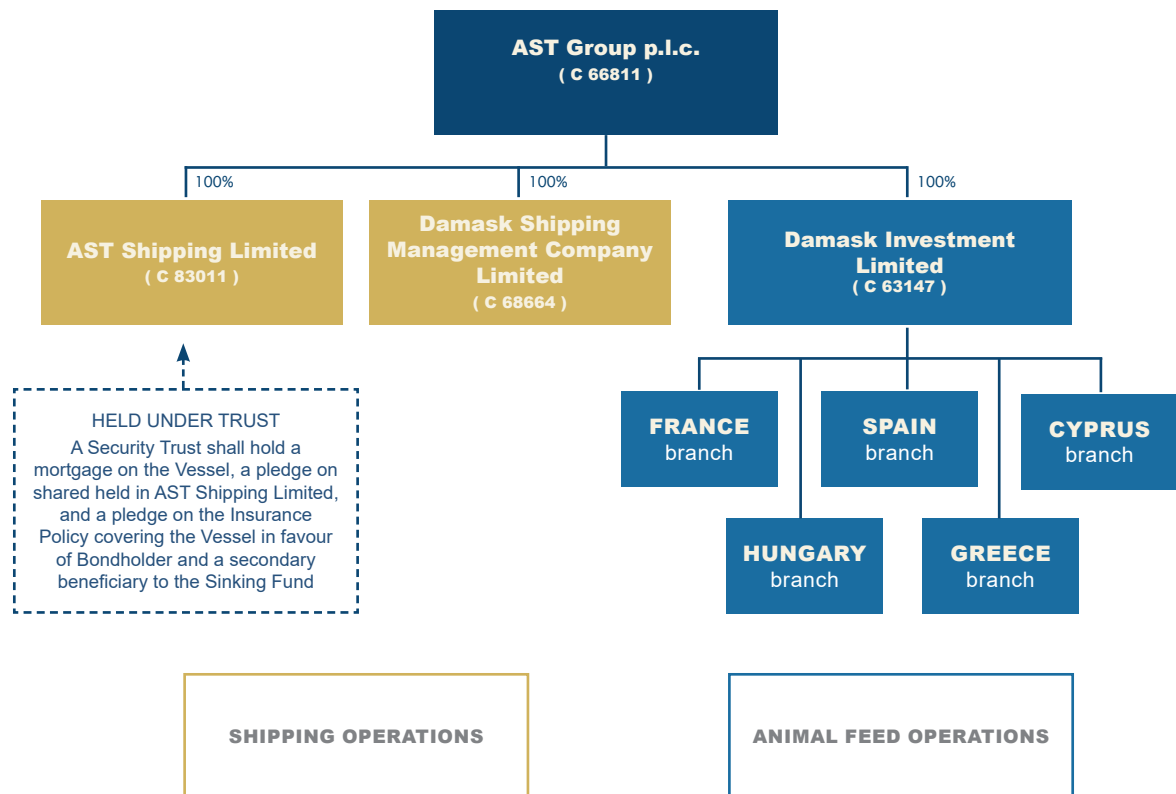 AST Group p.l.c.
( C 66811 )
100%
100%
100%
AST Shipping Limited
( C 83011 )
Damask Shipping
Management Company
Limited
( C 68664 )
Damask Investment
Limited
( C 63147 )
HELD UNDER TRUST
A Security Trust shall hold a
mortgage on the Vessel, a pledge on
shared held in AST Shipping Limited,
and a pledge on the Insurance
Policy covering the Vessel in favour
of Bondholder and a secondary
beneficiary to the Sinking Fund
FRANCE
branch
SPAIN
branch
CYPRUS
branch
HUNGARY
branch
GREECE
branch
SHIPPING OPERATIONS
ANIMAL FEED OPERATIONS